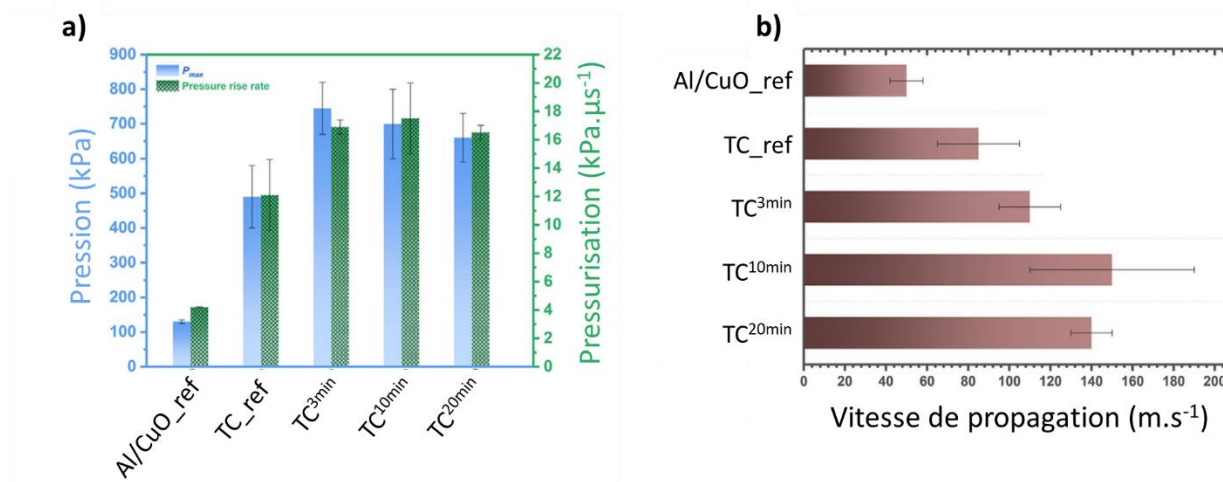 a)
Pression (kPa)
900
800
700
600
500
400
300
200
100
0
P_max
Pressure rise rate
22
20
18
16
14
12
10
8
6
4
2
0
Pressurisation (kPa.µs⁻¹)
Al/CuO_ref
TC_ref
TC³ᵐⁱⁿ
TC¹⁰ᵐⁱⁿ
TC²⁰ᵐⁱⁿ
b)
Al/CuO_ref
TC_ref
TC³ᵐⁱⁿ
TC¹⁰ᵐⁱⁿ
TC²⁰ᵐⁱⁿ
0 20 40 60 80 100 120 140 160 180 200
Vitesse de propagation (m.s⁻¹)